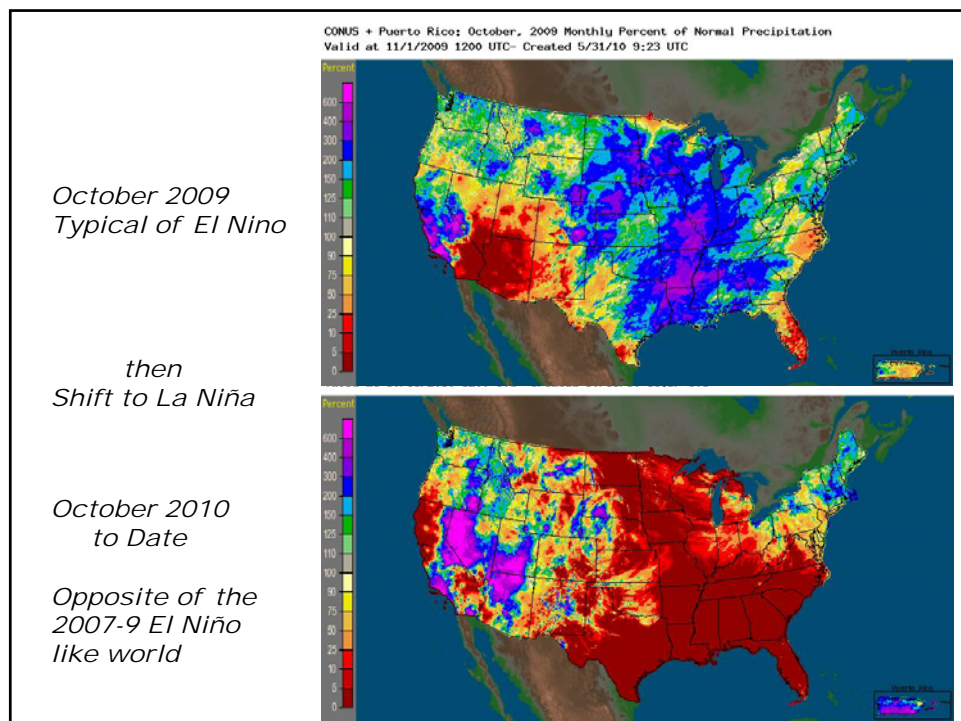 CONUS + Puerto Rico: October, 2009 Monthly Percent of Normal Precipitation
Valid at 11/1/2009 1200 UTC- Created 5/31/10 9:23 UTC
October 2009
Typical of El Nino
then
Shift to La Niña
October 2010
to Date
Opposite of the
2007-9 El Niño
like world
Percent
600
400
300
200
150
125
110
100
90
75
50
25
10
5
0
Puerto Rico
Percent
600
400
300
200
150
125
110
100
90
75
50
25
10
5
0
Puerto Rico